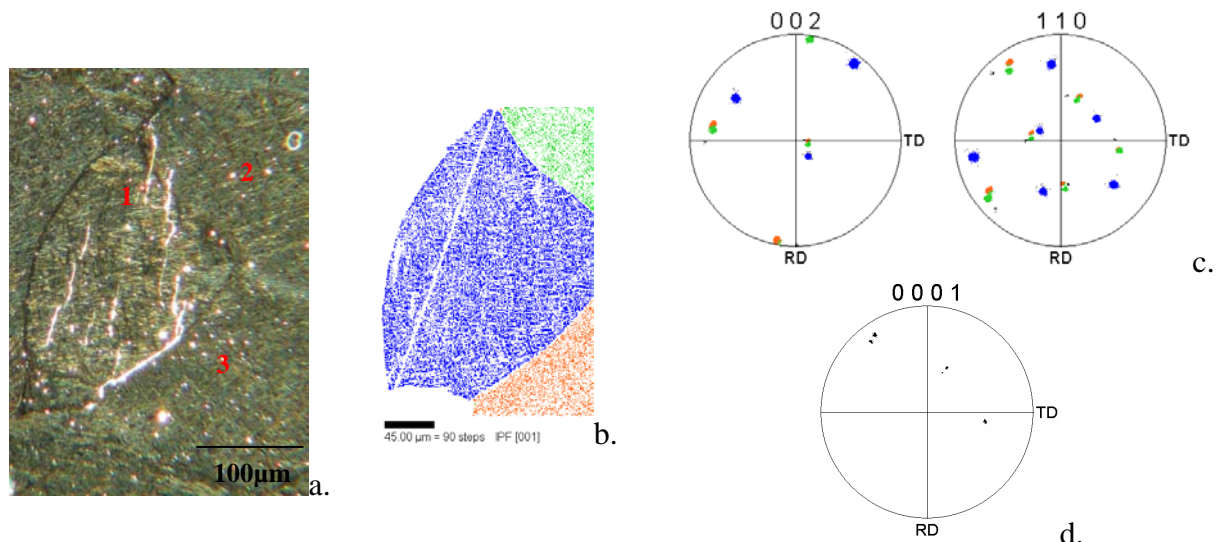 1
2
3
100µm
a.
45.00 µm = 90 steps   IPF [001]
b.
0 0 2
TD
RD
1 1 0
TD
RD
c.
0 0 0 1
TD
RD
d.